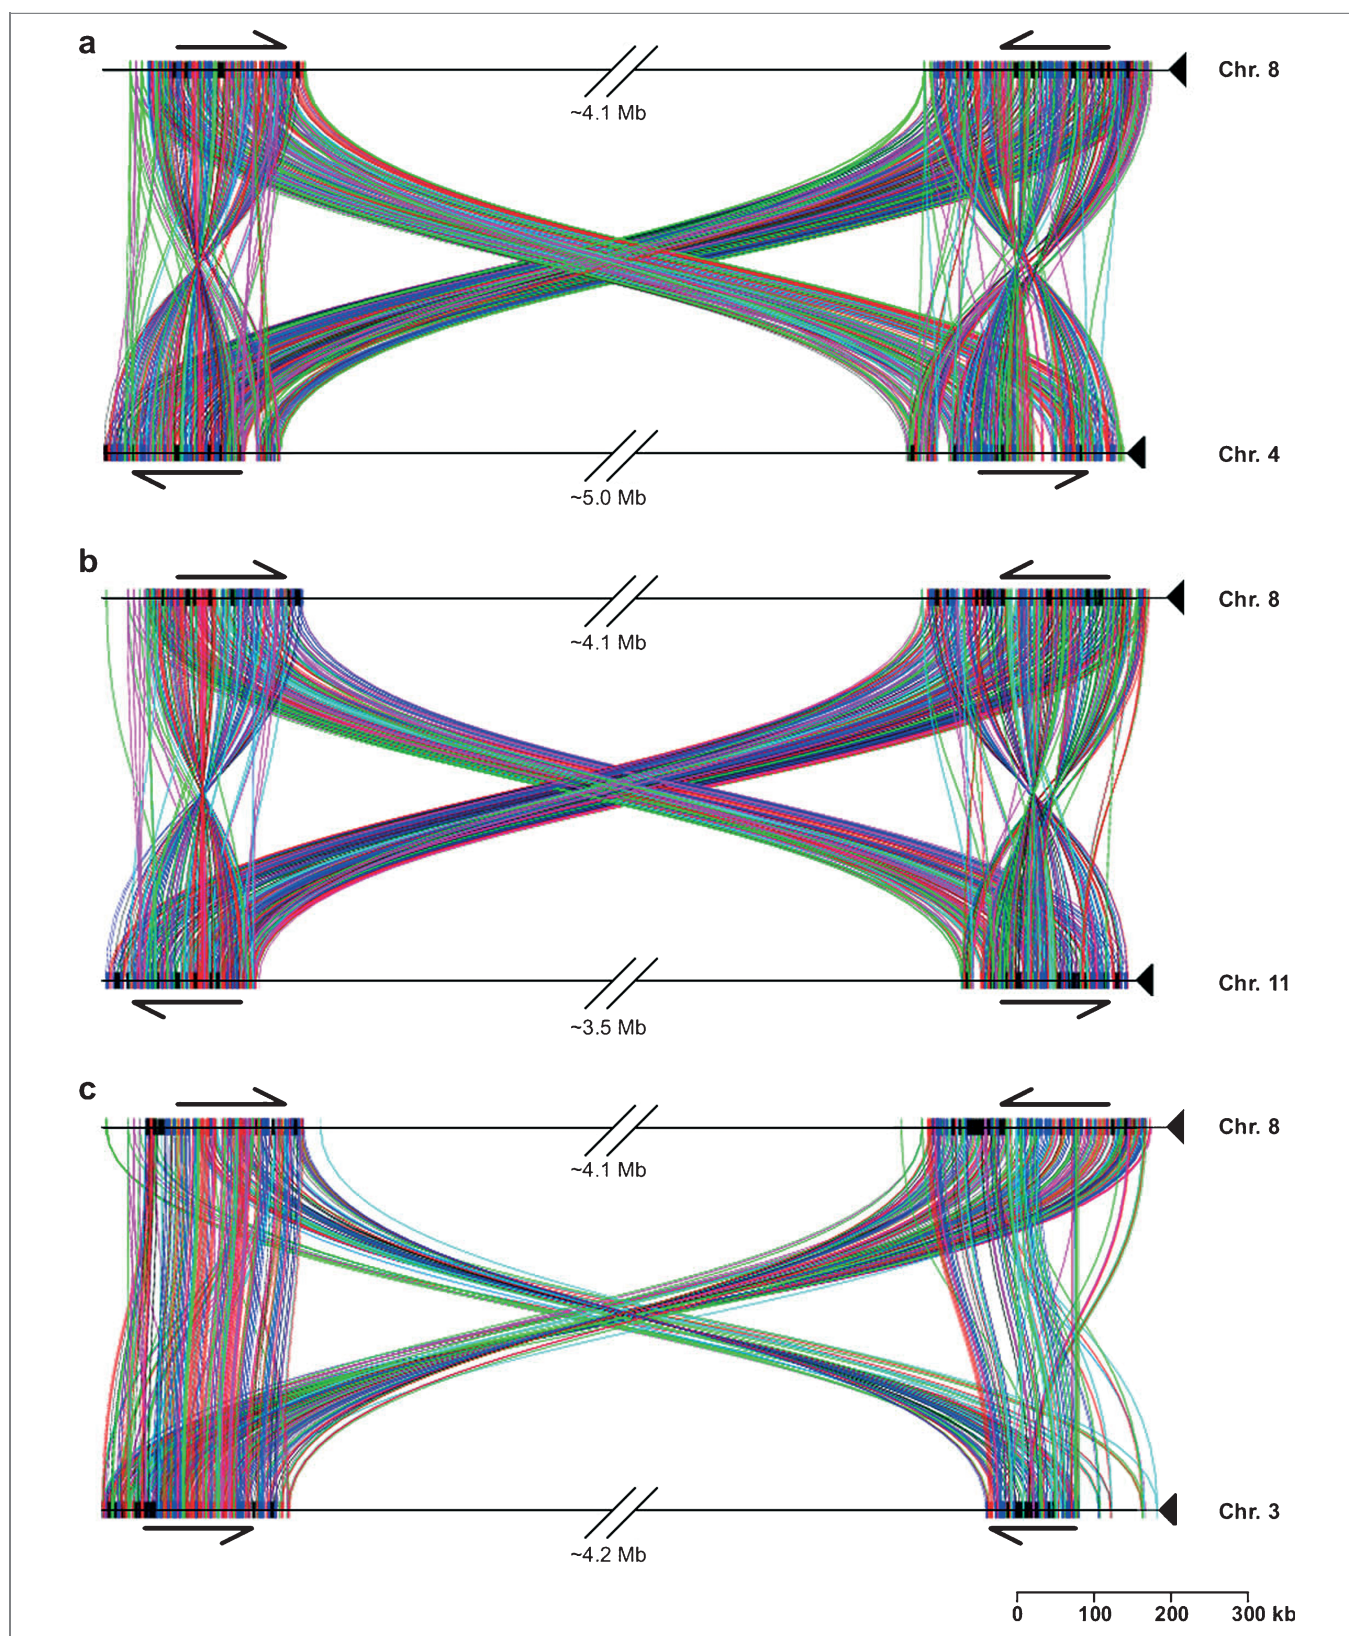 a
Chr. 8
~4.1 Mb
Chr. 4
~5.0 Mb
b
Chr. 8
~4.1 Mb
Chr. 11
~3.5 Mb
c
Chr. 8
~4.1 Mb
Chr. 3
~4.2 Mb
0 100 200 300 kb